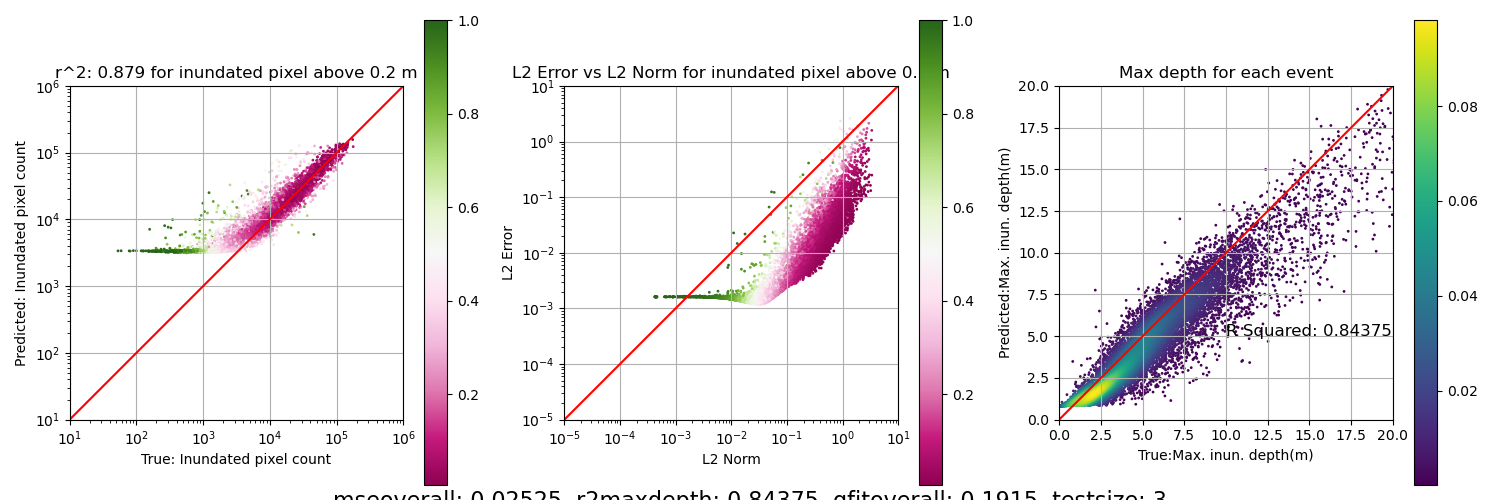 r^2: 0.879 for inundated pixel above 0.2 m
10^6
10^5
10^4
10^3
10^2
10^1
10^1 10^2 10^3 10^4 10^5 10^6
True: Inundated pixel count
Predicted: Inundated pixel count
1.0
0.8
0.6
0.4
0.2
L2 Error vs L2 Norm for inundated pixel above
10^1
10^0
10^−1
10^−2
10^−3
10^−4
10^−5
10^−5 10^−4 10^−3 10^−2 10^−1 10^0 10^1
L2 Norm
L2 Error
1.0
0.8
0.6
0.4
0.2
Max depth for each event
20.0
17.5
15.0
12.5
10.0
7.5
5.0
2.5
0.0
0.0 2.5 5.0 7.5 10.0 12.5 15.0 17.5 20.0
True:Max. inun. depth(m)
Predicted:Max. inun. depth(m)
R Squared: 0.84375
0.08
0.06
0.04
0.02
mseoverall: 0.02525, r2maxdepth: 0.84375, gfitoverall: 0.1915, testsize: 3